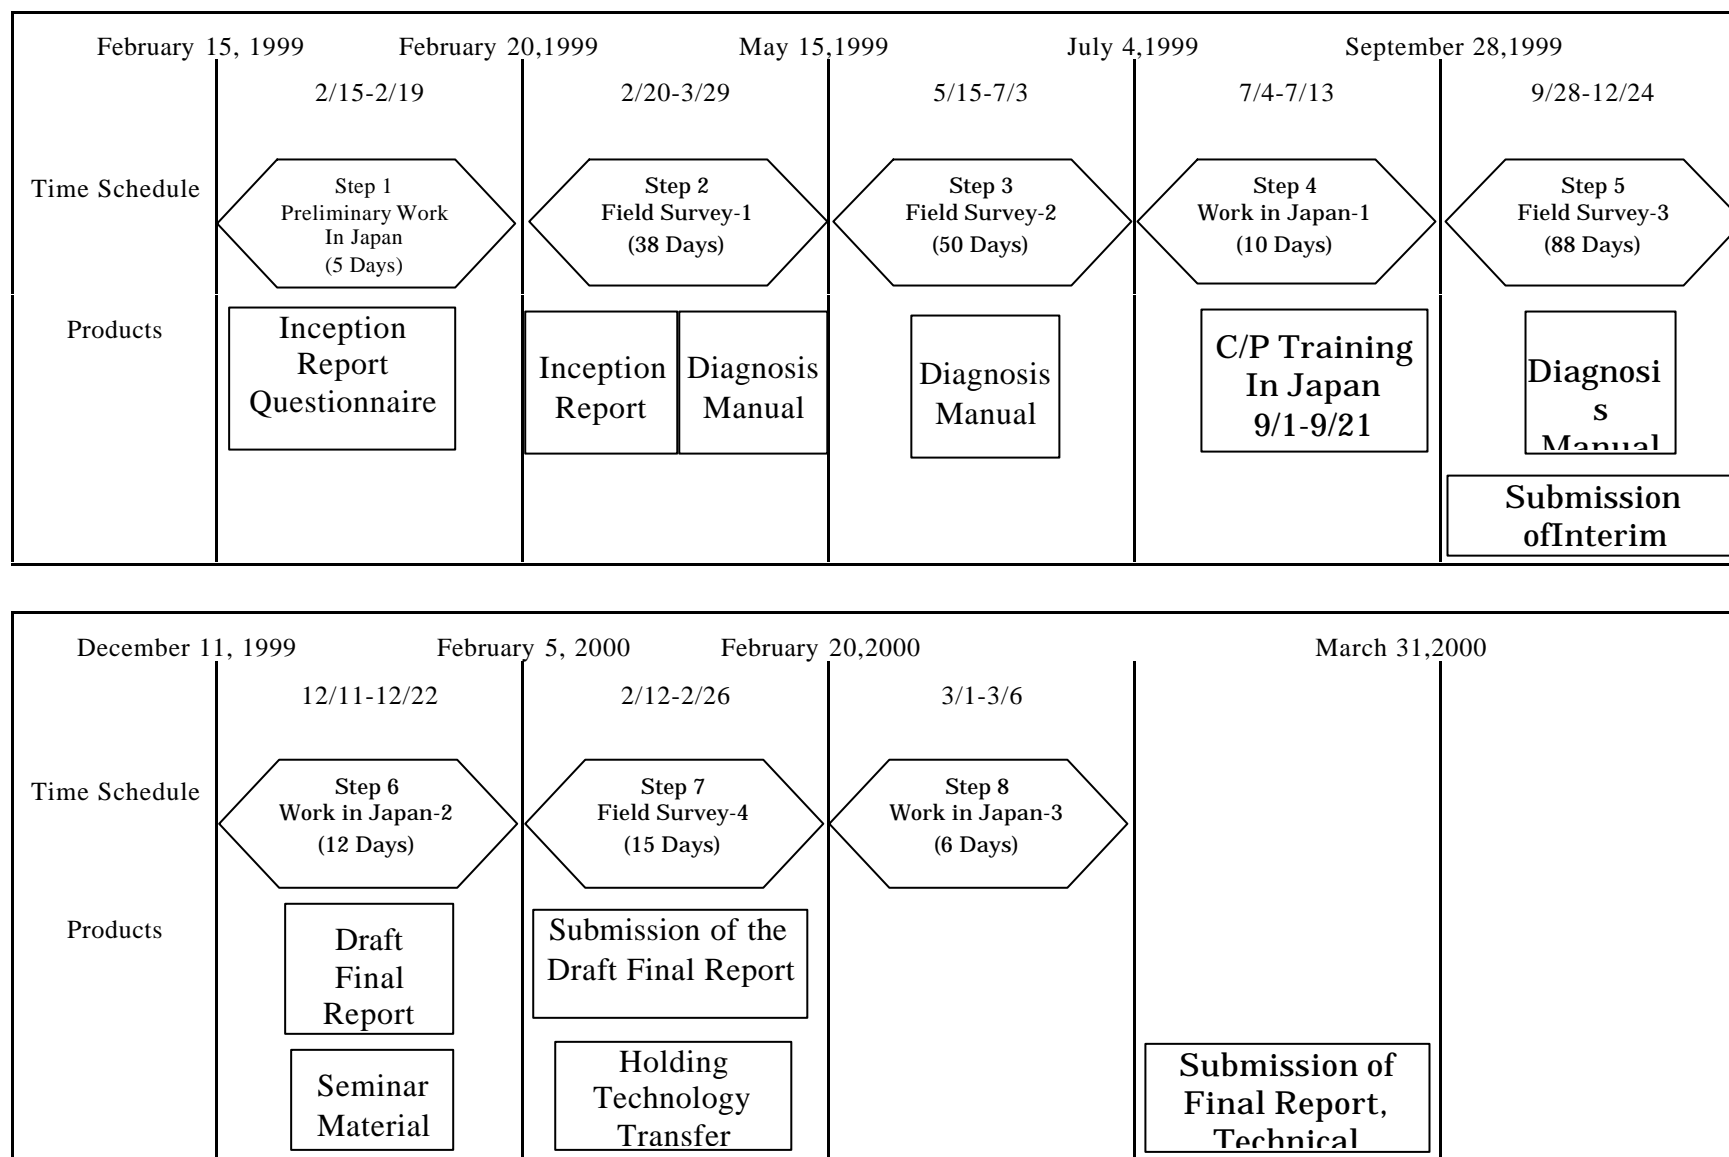 February 15, 1999
February 20,1999
May 15,1999
July 4,1999
September 28,1999
2/15-2/19
2/20-3/29
5/15-7/3
7/4-7/13
9/28-12/24
Time Schedule
Step 1
Preliminary Work
In Japan
(5 Days)
Step 2
Field Survey-1
(38 Days)
Step 3
Field Survey-2
(50 Days)
Step 4
Work in Japan-1
(10 Days)
Step 5
Field Survey-3
(88 Days)
Products
Inception
Report
Questionnaire
Inception
Report
Diagnosis
Manual
Diagnosis
Manual
C/P Training
In Japan
9/1-9/21
Diagnosi
s
Manual
Submission
ofInterim
December 11, 1999
February 5, 2000
February 20,2000
March 31,2000
12/11-12/22
2/12-2/26
3/1-3/6
Time Schedule
Step 6
Work in Japan-2
(12 Days)
Step 7
Field Survey-4
(15 Days)
Step 8
Work in Japan-3
(6 Days)
Products
Draft
Final
Report
Submission of the
Draft Final Report
Seminar
Material
Holding
Technology
Transfer
Submission of
Final Report,
Technical